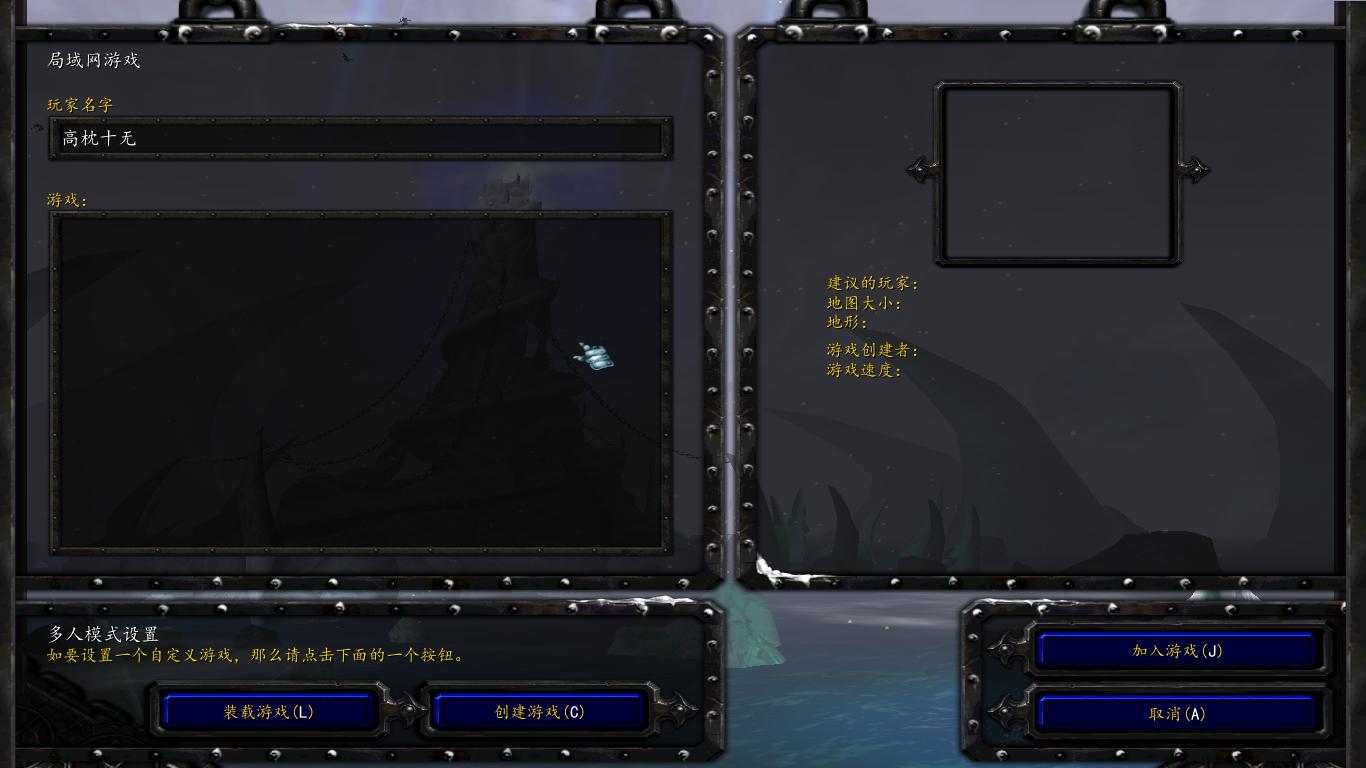 局域网游戏
玩家名字
高枕十无
游戏:
建议的玩家:
地图大小:
地形:
游戏创建者:
游戏速度:
多人模式设置
如要设置一个自定义游戏，那么请点击下面的一个按钮。
装载游戏(L)
创建游戏(C)
加入游戏(J)
取消(A)